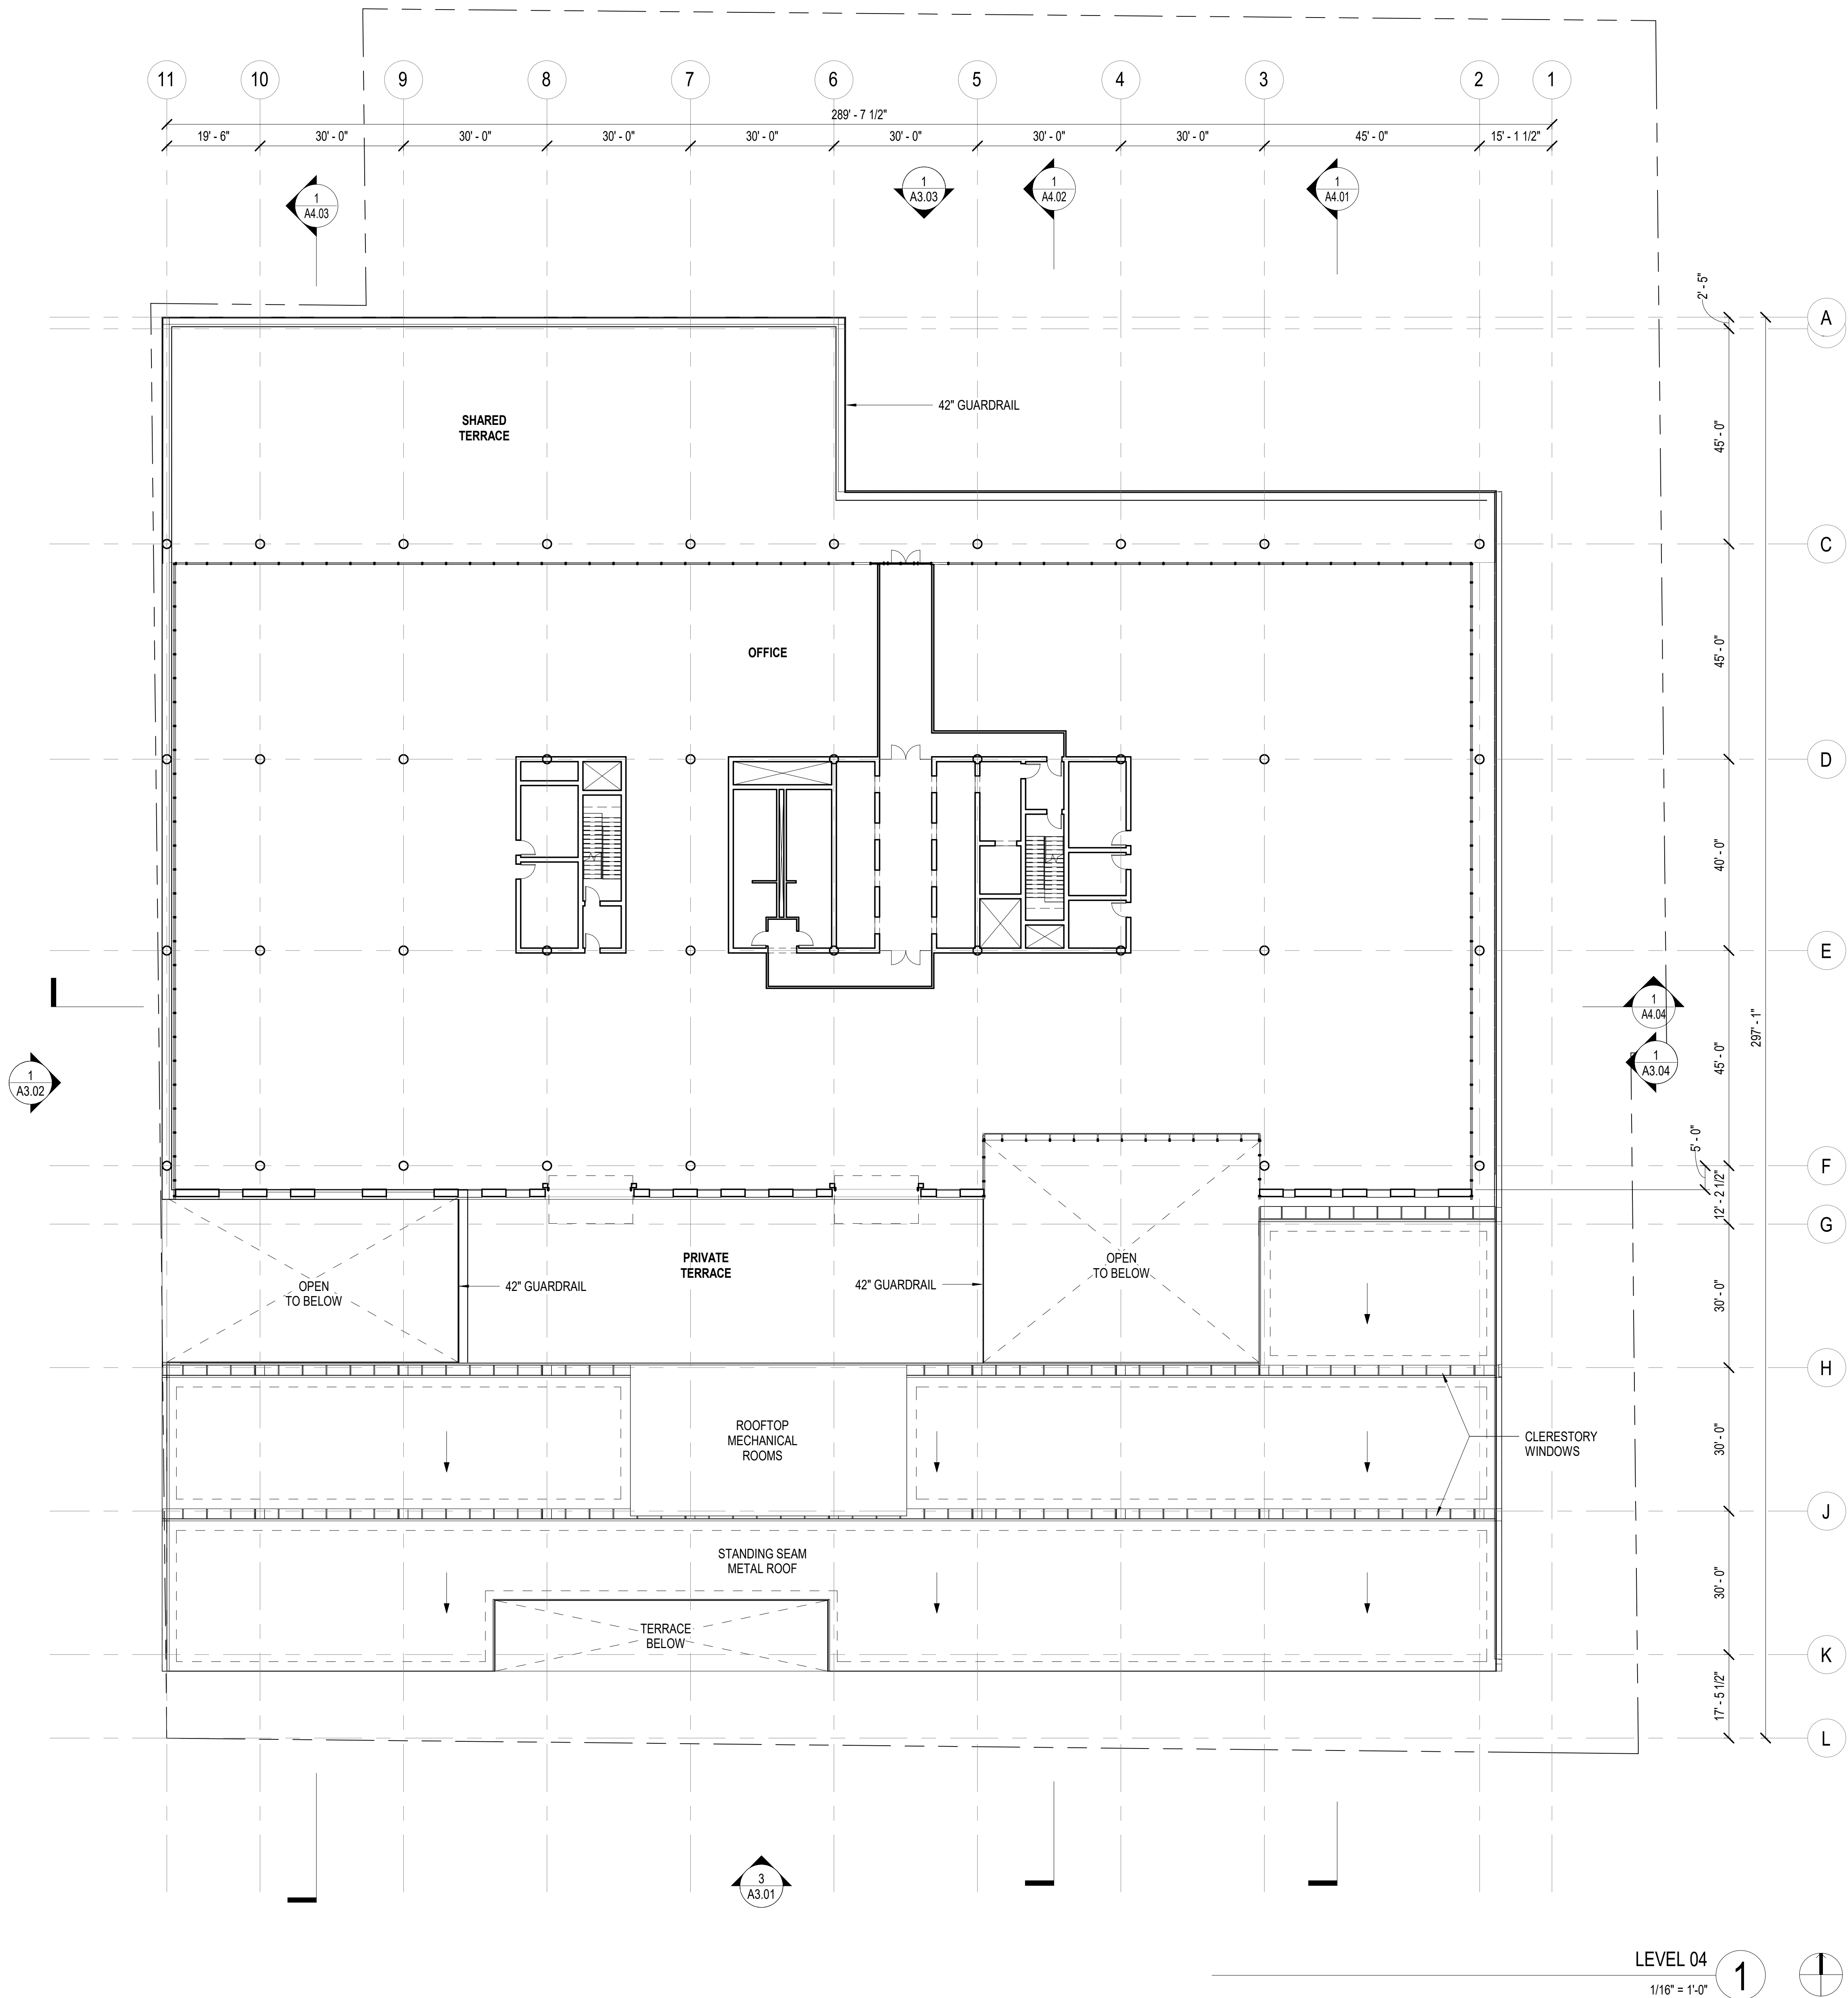 11 10 9 8 7 6 5 4 3 2 1
289' - 7 1/2"
19' - 6" 30' - 0" 30' - 0" 30' - 0" 30' - 0" 30' - 0" 30' - 0" 30' - 0" 45' - 0" 15' - 1 1/2"
1
A4.03
1
A3.03
1
A4.02
1
A4.01
2' - 5"
A
SHARED
TERRACE
42" GUARDRAIL
45' - 0"
C
OFFICE
45' - 0"
D
40' - 0"
E
1
A4.04
297' - 1"
1
A3.02
1
A3.04
45' - 0"
5' - 0"
F
12' - 2 1/2"
G
OPEN
TO BELOW
42" GUARDRAIL
PRIVATE
TERRACE
42" GUARDRAIL
OPEN
TO BELOW
30' - 0"
H
ROOFTOP
MECHANICAL
ROOMS
CLERESTORY
WINDOWS
30' - 0"
J
STANDING SEAM
METAL ROOF
30' - 0"
TERRACE
BELOW
K
17' - 5 1/2"
L
3
A3.01
LEVEL 04
1/16" = 1'-0"
1